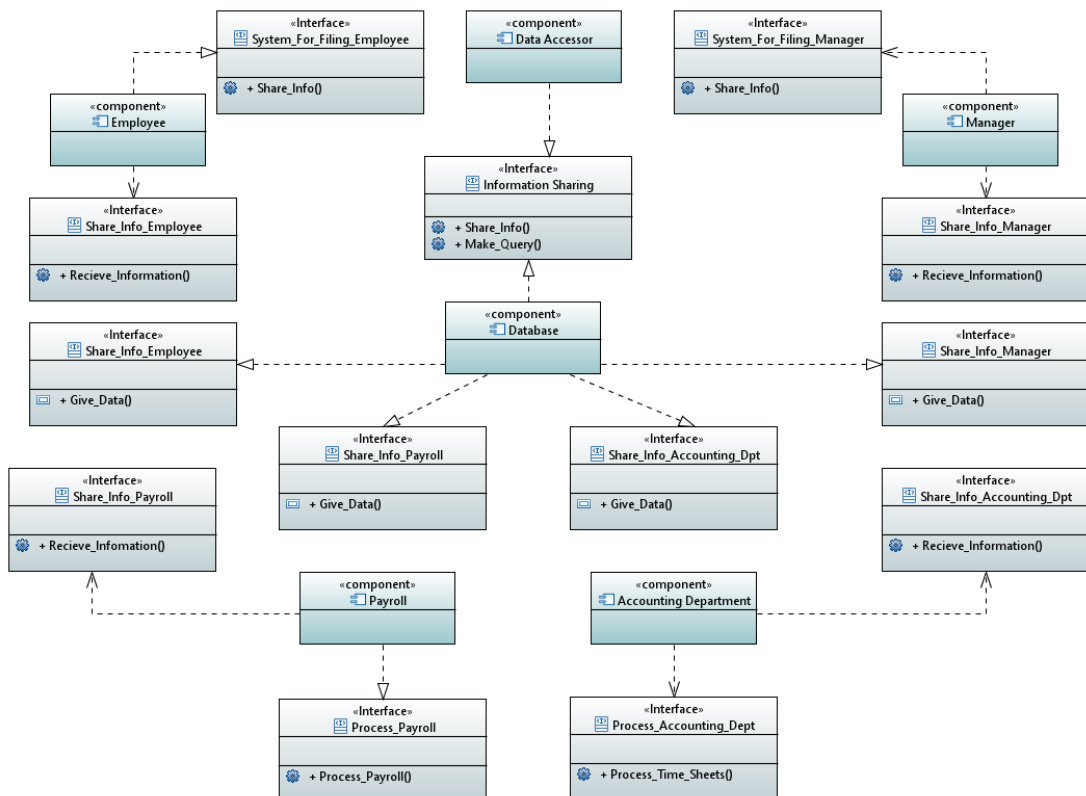 «Interface»
System_For_Filing_Employee
+ Share_Info()
«component»
Data Accessor
«Interface»
System_For_Filing_Manager
+ Share_Info()
«component»
Employee
«component»
Manager
«Interface»
Information Sharing
+ Share_Info()
+ Make_Query()
«Interface»
Share_Info_Employee
+ Recieve_Information()
«Interface»
Share_Info_Manager
+ Recieve_Information()
«component»
Database
«Interface»
Share_Info_Employee
+ Give_Data()
«Interface»
Share_Info_Manager
+ Give_Data()
«Interface»
Share_Info_Payroll
+ Give_Data()
«Interface»
Share_Info_Accounting_Dpt
+ Give_Data()
«Interface»
Share_Info_Payroll
+ Recieve_Infomation()
«Interface»
Share_Info_Accounting_Dpt
+ Recieve_Information()
«component»
Payroll
«component»
Accounting Department
«Interface»
Process_Payroll
+ Process_Payroll()
«Interface»
Process_Accounting_Dept
+ Process_Time_Sheets()